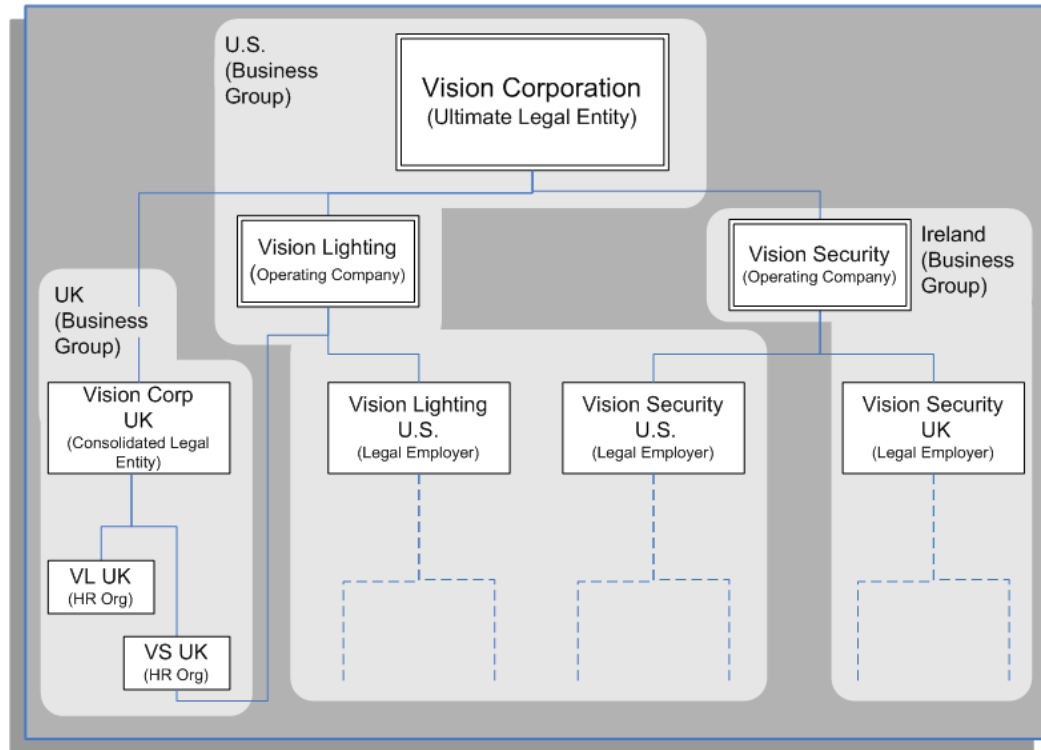 U.S.
(Business
Group)
Vision Corporation
(Ultimate Legal Entity)
Vision Lighting
(Operating Company)
Vision Security
(Operating Company)
Ireland
(Business
Group)
UK
(Business
Group)
Vision Corp
UK
(Consolidated Legal
Entity)
Vision Lighting
U.S.
(Legal Employer)
Vision Security
U.S.
(Legal Employer)
Vision Security
UK
(Legal Employer)
VL UK
(HR Org)
VS UK
(HR Org)